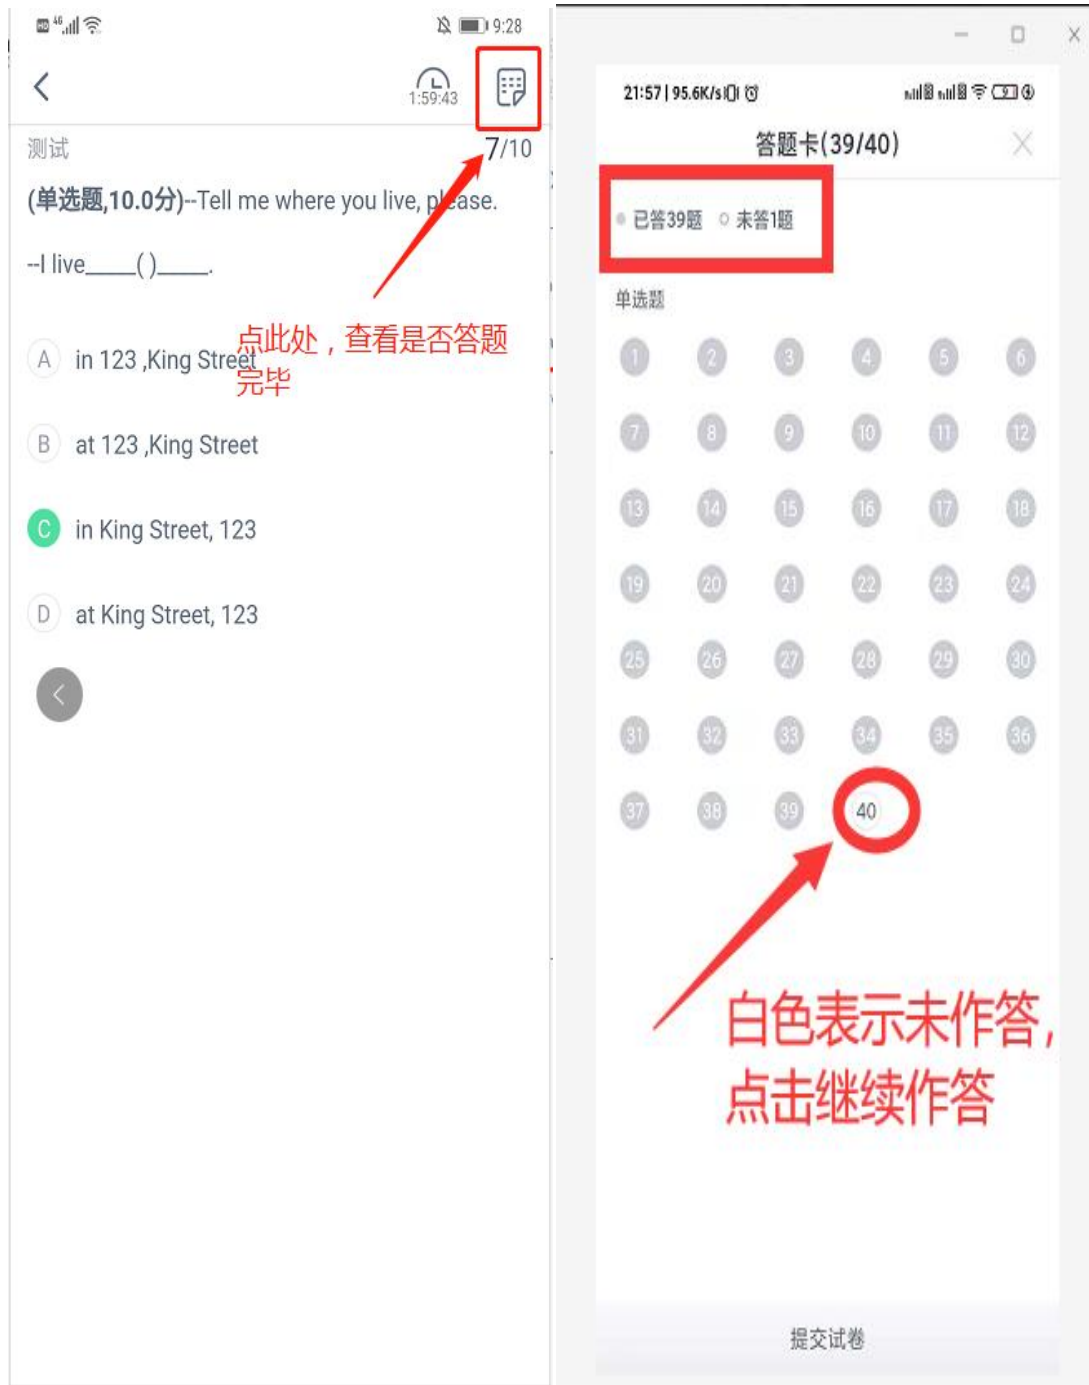 HD 46 9:28
1:59:43
测试 7/10
(单选题,10.0分)--Tell me where you live, please.
--I live____( )____.
点此处，查看是否答题
完毕
A in 123 ,King Street
B at 123 ,King Street
C in King Street, 123
D at King Street, 123
21:57 | 95.6K/s 91
答题卡(39/40)
已答39题 未答1题
单选题
1 2 3 4 5 6
7 8 9 10 11 12
13 14 15 16 17 18
19 20 21 22 23 24
25 26 27 28 29 30
31 32 33 34 35 36
37 38 39 40
白色表示未作答,
点击继续作答
提交试卷